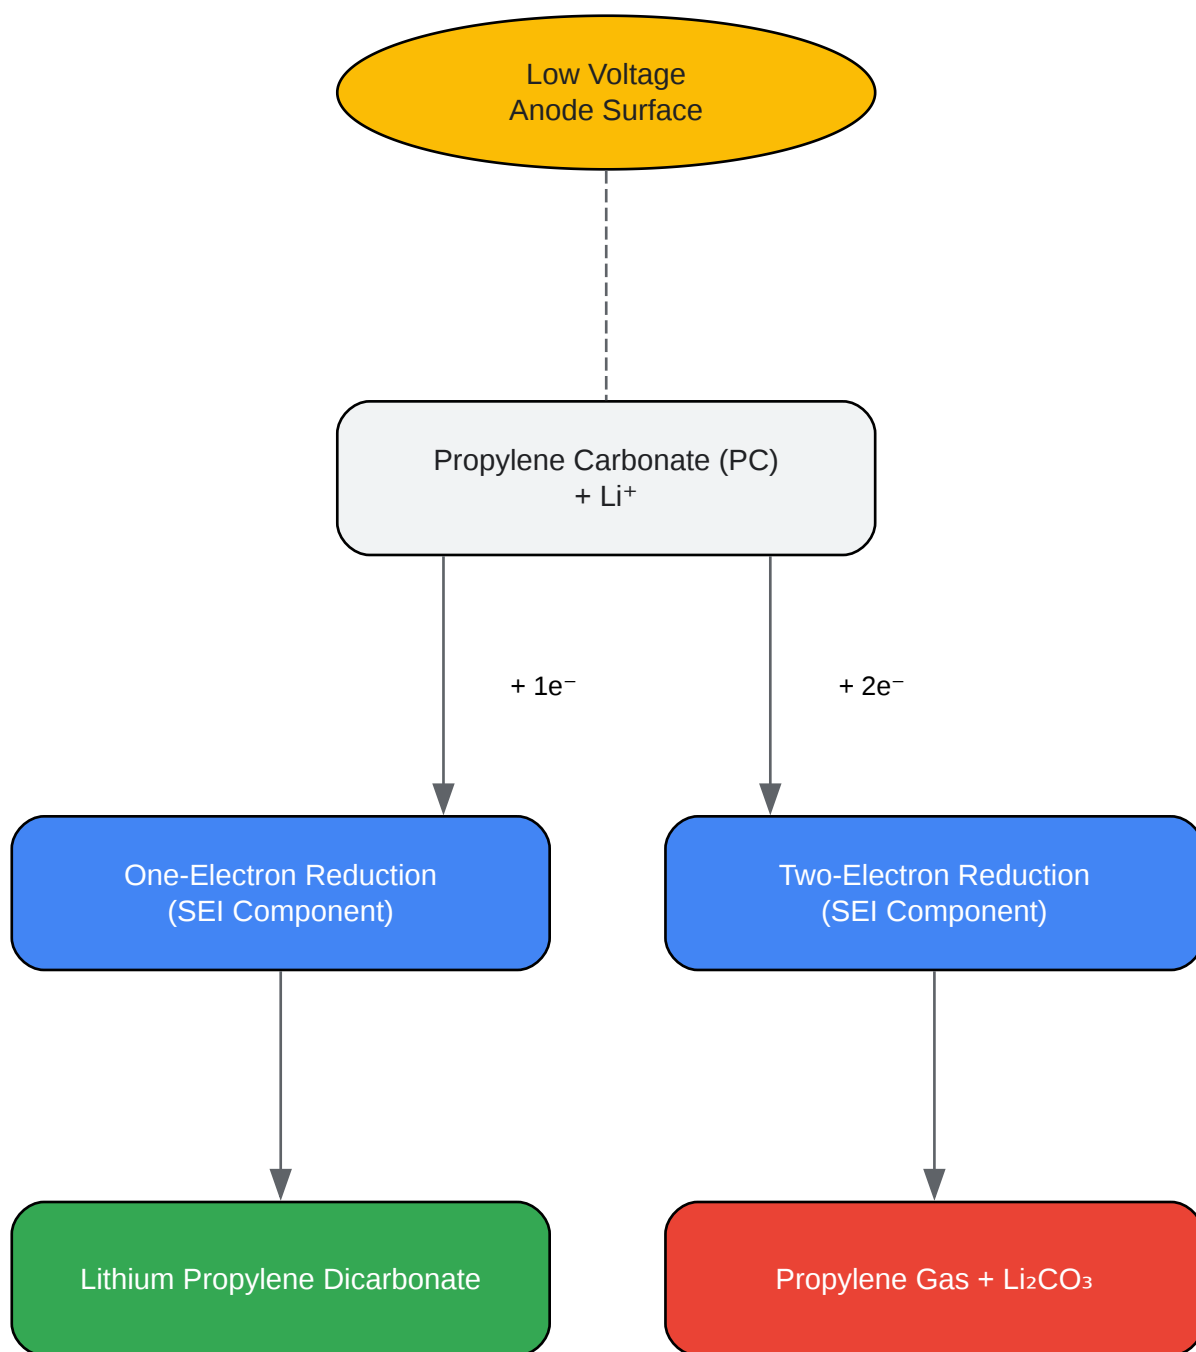 Low Voltage
Anode Surface
Propylene Carbonate (PC)
+ Li⁺
+ 1e⁻
+ 2e⁻
One-Electron Reduction
(SEI Component)
Two-Electron Reduction
(SEI Component)
Lithium Propylene Dicarbonate
Propylene Gas + Li₂CO₃